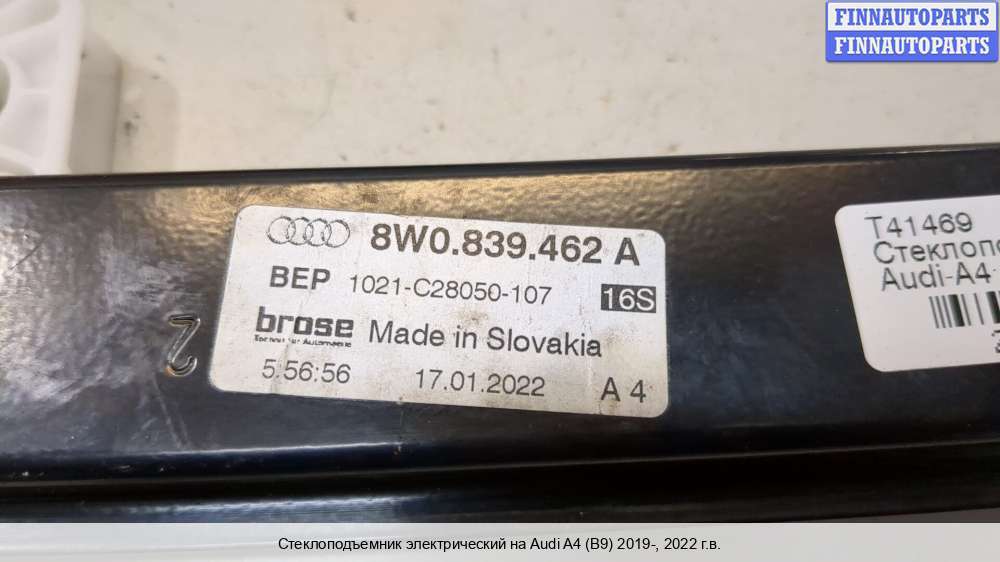 FINNAUTOPARTS
FINNAUTOPARTS
8W0.839.462 A
BEP 1021-C28050-107 16S
brose Made in Slovakia
5:56:56 17.01.2022 A 4
2
T41469
Стеклопо
Audi-A4-
Стеклоподъемник электрический на Audi A4 (B9) 2019-, 2022 г.в.